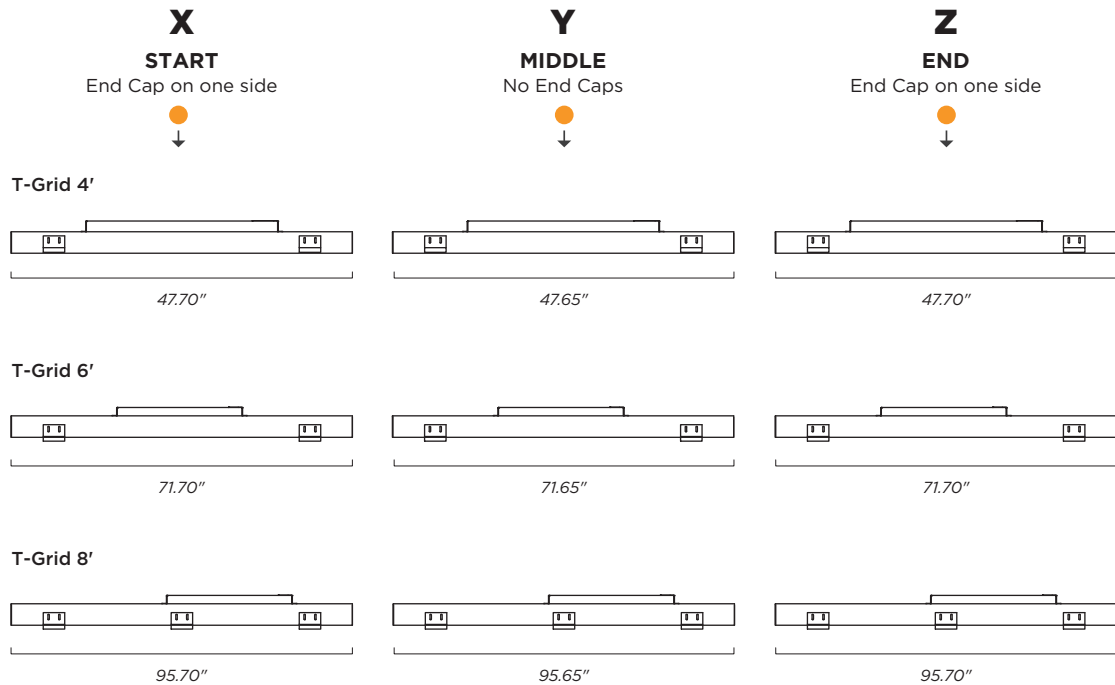 X
START
End Cap on one side
Y
MIDDLE
No End Caps
Z
END
End Cap on one side
T-Grid 4'
47.70"
47.65"
47.70"
T-Grid 6'
71.70"
71.65"
71.70"
T-Grid 8'
95.70"
95.65"
95.70"